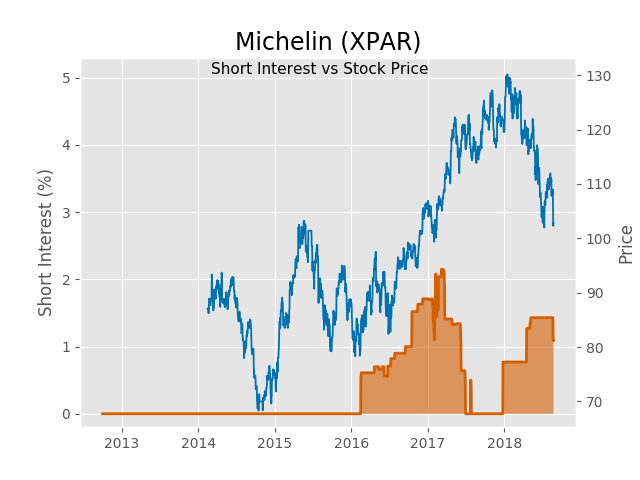 Michelin (XPAR)
Short Interest vs Stock Price
Short Interest (%)
5
4
3
2
1
0
130
120
110
100
90
80
70
Price
2013 2014 2015 2016 2017 2018